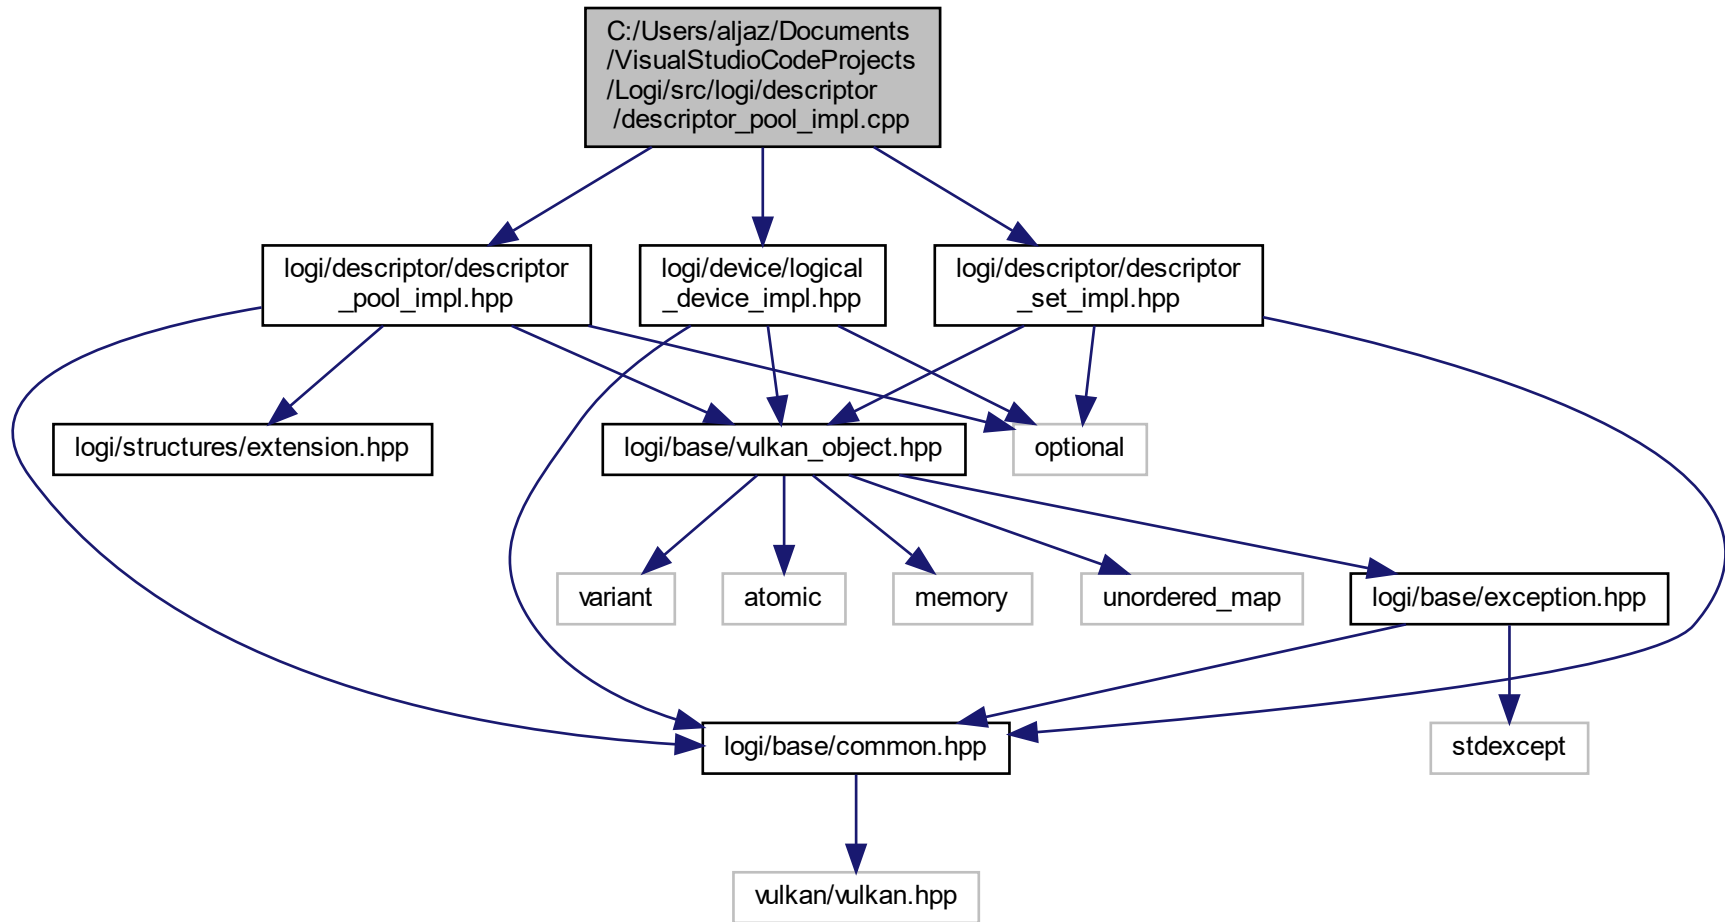 C:/Users/aljaz/Documents
/VisualStudioCodeProjects
/Logi/src/logi/descriptor
/descriptor_pool_impl.cpp
logi/descriptor/descriptor
_pool_impl.hpp
logi/device/logical
_device_impl.hpp
logi/descriptor/descriptor
_set_impl.hpp
logi/structures/extension.hpp
logi/base/vulkan_object.hpp
optional
variant
atomic
memory
unordered_map
logi/base/exception.hpp
logi/base/common.hpp
stdexcept
vulkan/vulkan.hpp